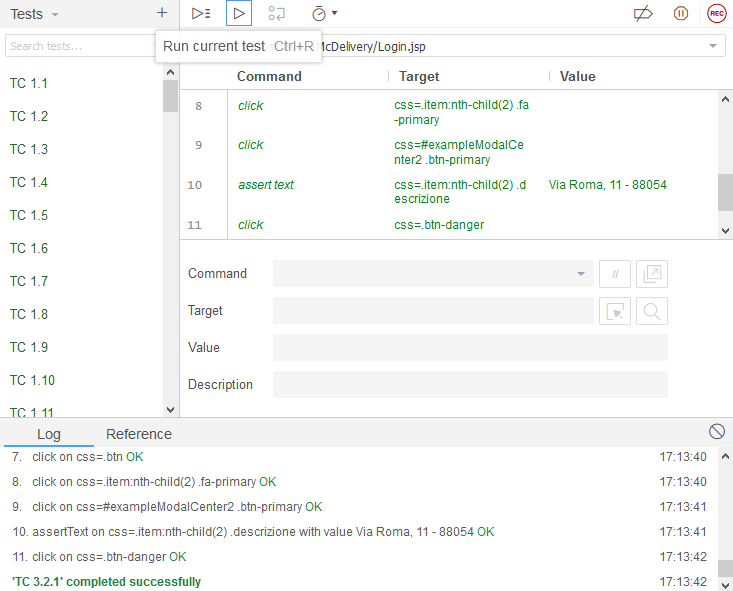 Tests
+
REC
Search tests...
Run current test Ctrl+R
McDelivery/Login.jsp
Command Target Value
TC 1.1
TC 1.2
TC 1.3
TC 1.4
TC 1.5
TC 1.6
TC 1.7
TC 1.8
TC 1.9
TC 1.10
TC 1.11
8 click css=.item:nth-child(2) .fa
-primary
9 click css=#exampleModalCe
nter2 .btn-primary
10 assert text css=.item:nth-child(2) .d Via Roma, 11 - 88054
escrizione
11 click css=.btn-danger
Command //
Target
Value
Description
Log Reference
7. click on css=.btn OK 17:13:40
8. click on css=.item:nth-child(2) .fa-primary OK 17:13:40
9. click on css=#exampleModalCenter2 .btn-primary OK 17:13:41
10. assertText on css=.item:nth-child(2) .descrizione with value Via Roma, 11 - 88054 OK 17:13:41
11. click on css=.btn-danger OK 17:13:42
'TC 3.2.1' completed successfully 17:13:42